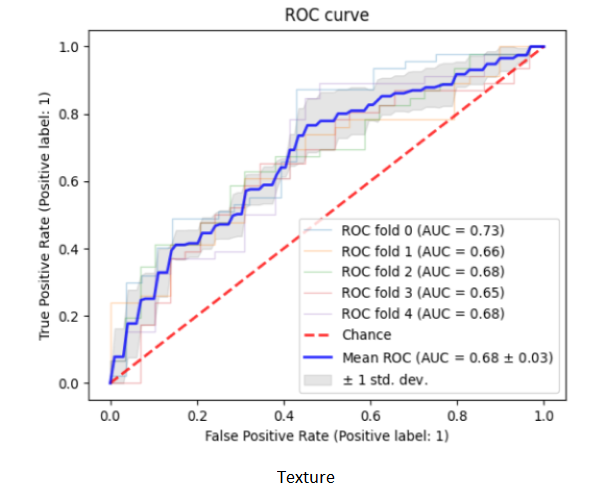 ROC curve
True Positive Rate (Positive label: 1)
1.0
0.8
0.6
0.4
0.2
0.0
ROC fold 0 (AUC = 0.73)
ROC fold 1 (AUC = 0.66)
ROC fold 2 (AUC = 0.68)
ROC fold 3 (AUC = 0.65)
ROC fold 4 (AUC = 0.68)
Chance
Mean ROC (AUC = 0.68 ± 0.03)
± 1 std. dev.
0.0 0.2 0.4 0.6 0.8 1.0
False Positive Rate (Positive label: 1)
Texture